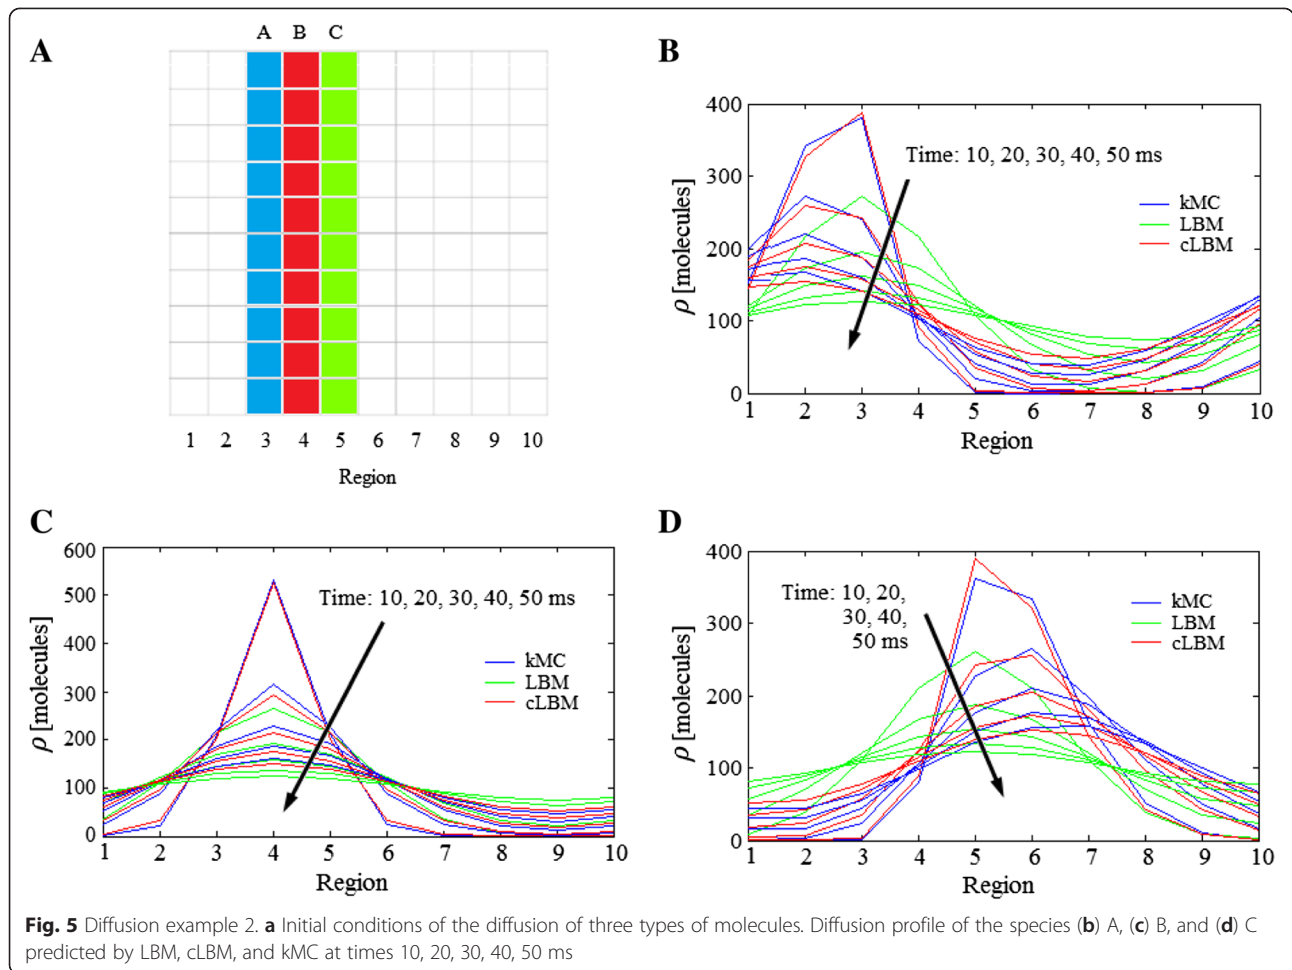 A
A B C
1 2 3 4 5 6 7 8 9 10
Region
B
400
300
200
100
0
ρ [molecules]
Time: 10, 20, 30, 40, 50 ms
kMC
LBM
cLBM
1 2 3 4 5 6 7 8 9 10
Region
C
600
500
400
300
200
100
0
ρ [molecules]
Time: 10, 20, 30, 40, 50 ms
kMC
LBM
cLBM
1 2 3 4 5 6 7 8 9 10
Region
D
400
300
200
100
0
ρ [molecules]
Time: 10, 20,
30, 40,
50 ms
kMC
LBM
cLBM
1 2 3 4 5 6 7 8 9 10
Region
Fig. 5 Diffusion example 2. a Initial conditions of the diffusion of three types of molecules. Diffusion profile of the species (b) A, (c) B, and (d) C
predicted by LBM, cLBM, and kMC at times 10, 20, 30, 40, 50 ms